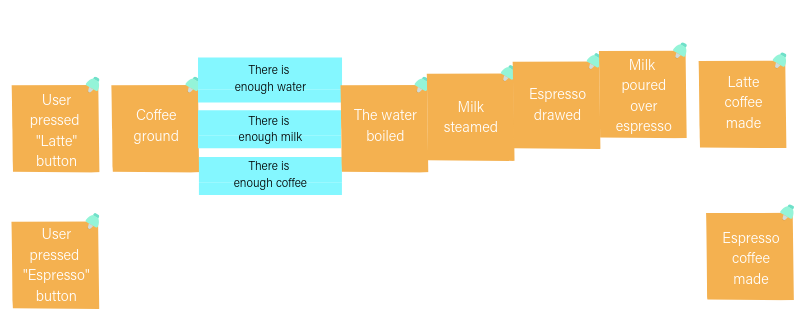 User
pressed
"Latte"
button
Coffee
ground
There is
enough water
There is
enough milk
There is
enough coffee
The water
boiled
Milk
steamed
Espresso
drawed
Milk
poured
over
espresso
Latte
coffee
made
User
pressed
"Espresso"
button
Espresso
coffee
made